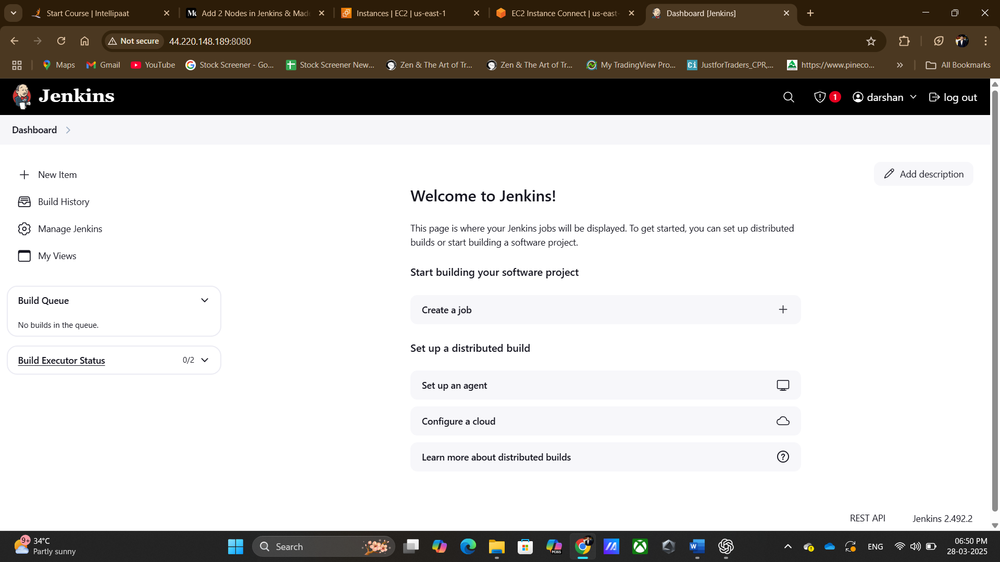 Start Course | Intellipaat
Add 2 Nodes in Jenkins & Made
Instances | EC2 | us-east-1
EC2 Instance Connect | us-east-
Dashboard [Jenkins]
Not secure
44.220.148.189:8080
Maps
Gmail
YouTube
Stock Screener - Go...
Stock Screener New...
Zen & The Art of Tr...
Zen & The Art of Tr...
My TradingView Pro...
Ci
JustforTraders_CPR,...
https://www.pineco...
All Bookmarks
Jenkins
1
darshan
log out
Dashboard
New Item
Build History
Manage Jenkins
My Views
Build Queue
No builds in the queue.
Build Executor Status
0/2
Add description
Welcome to Jenkins!
This page is where your Jenkins jobs will be displayed. To get started, you can set up distributed
builds or start building a software project.
Start building your software project
Create a job
Set up a distributed build
Set up an agent
Configure a cloud
Learn more about distributed builds
REST API
Jenkins 2.492.2
9+
34°C
Partly sunny
Search
M365
W
ENG
06:50 PM
28-03-2025